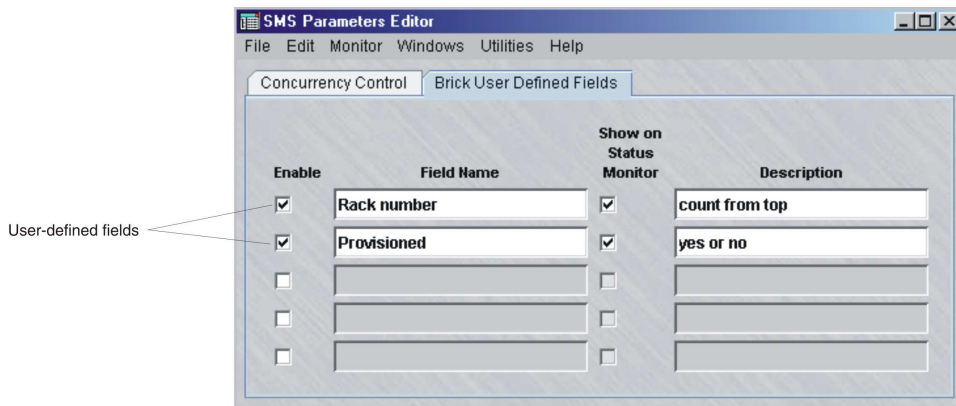 SMS Parameters Editor
File Edit Monitor Windows Utilities Help
Concurrency Control Brick User Defined Fields
Show on
Status
Enable Field Name Monitor Description
Rack number count from top
User-defined fields
Provisioned yes or no